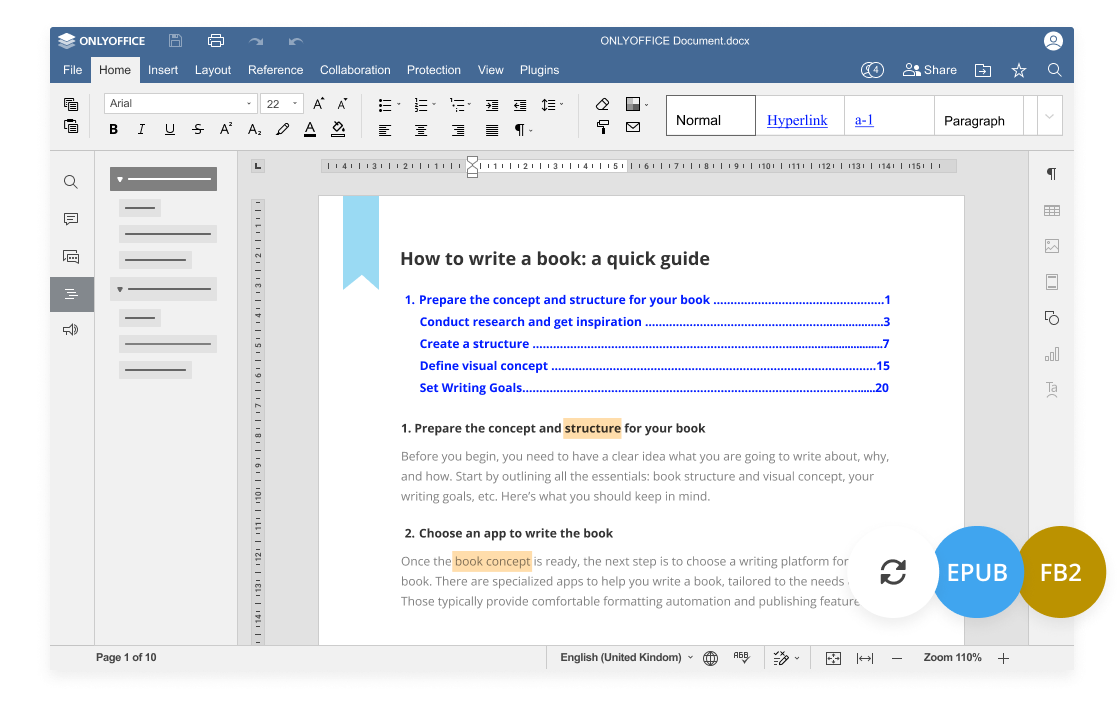 ONLYOFFICE
ONLYOFFICE Document.docx
File Home Insert Layout Reference Collaboration Protection View Plugins
4 Share
Arial 22
Normal Hyperlink a-1 Paragraph
How to write a book: a quick guide
1. Prepare the concept and structure for your book ........................................................1
Conduct research and get inspiration ........................................................3
Create a structure ........................................................7
Define visual concept ........................................................15
Set Writing Goals........................................................20
1. Prepare the concept and structure for your book
Before you begin, you need to have a clear idea what you are going to write about, why,
and how. Start by outlining all the essentials: book structure and visual concept, your
writing goals, etc. Here's what you should keep in mind.
2. Choose an app to write the book
Once the book concept is ready, the next step is to choose a writing platform for
book. There are specialized apps to help you write a book, tailored to the needs
Those typically provide comfortable formatting automation and publishing feature
EPUB FB2
Page 1 of 10
English (United Kindom)
Zoom 110%